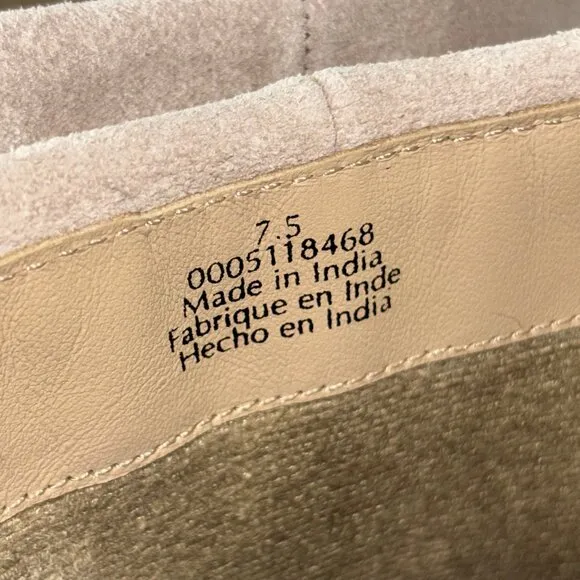 7.5
0005118468
Made in India
Fabrique en Inde
Hecho en India